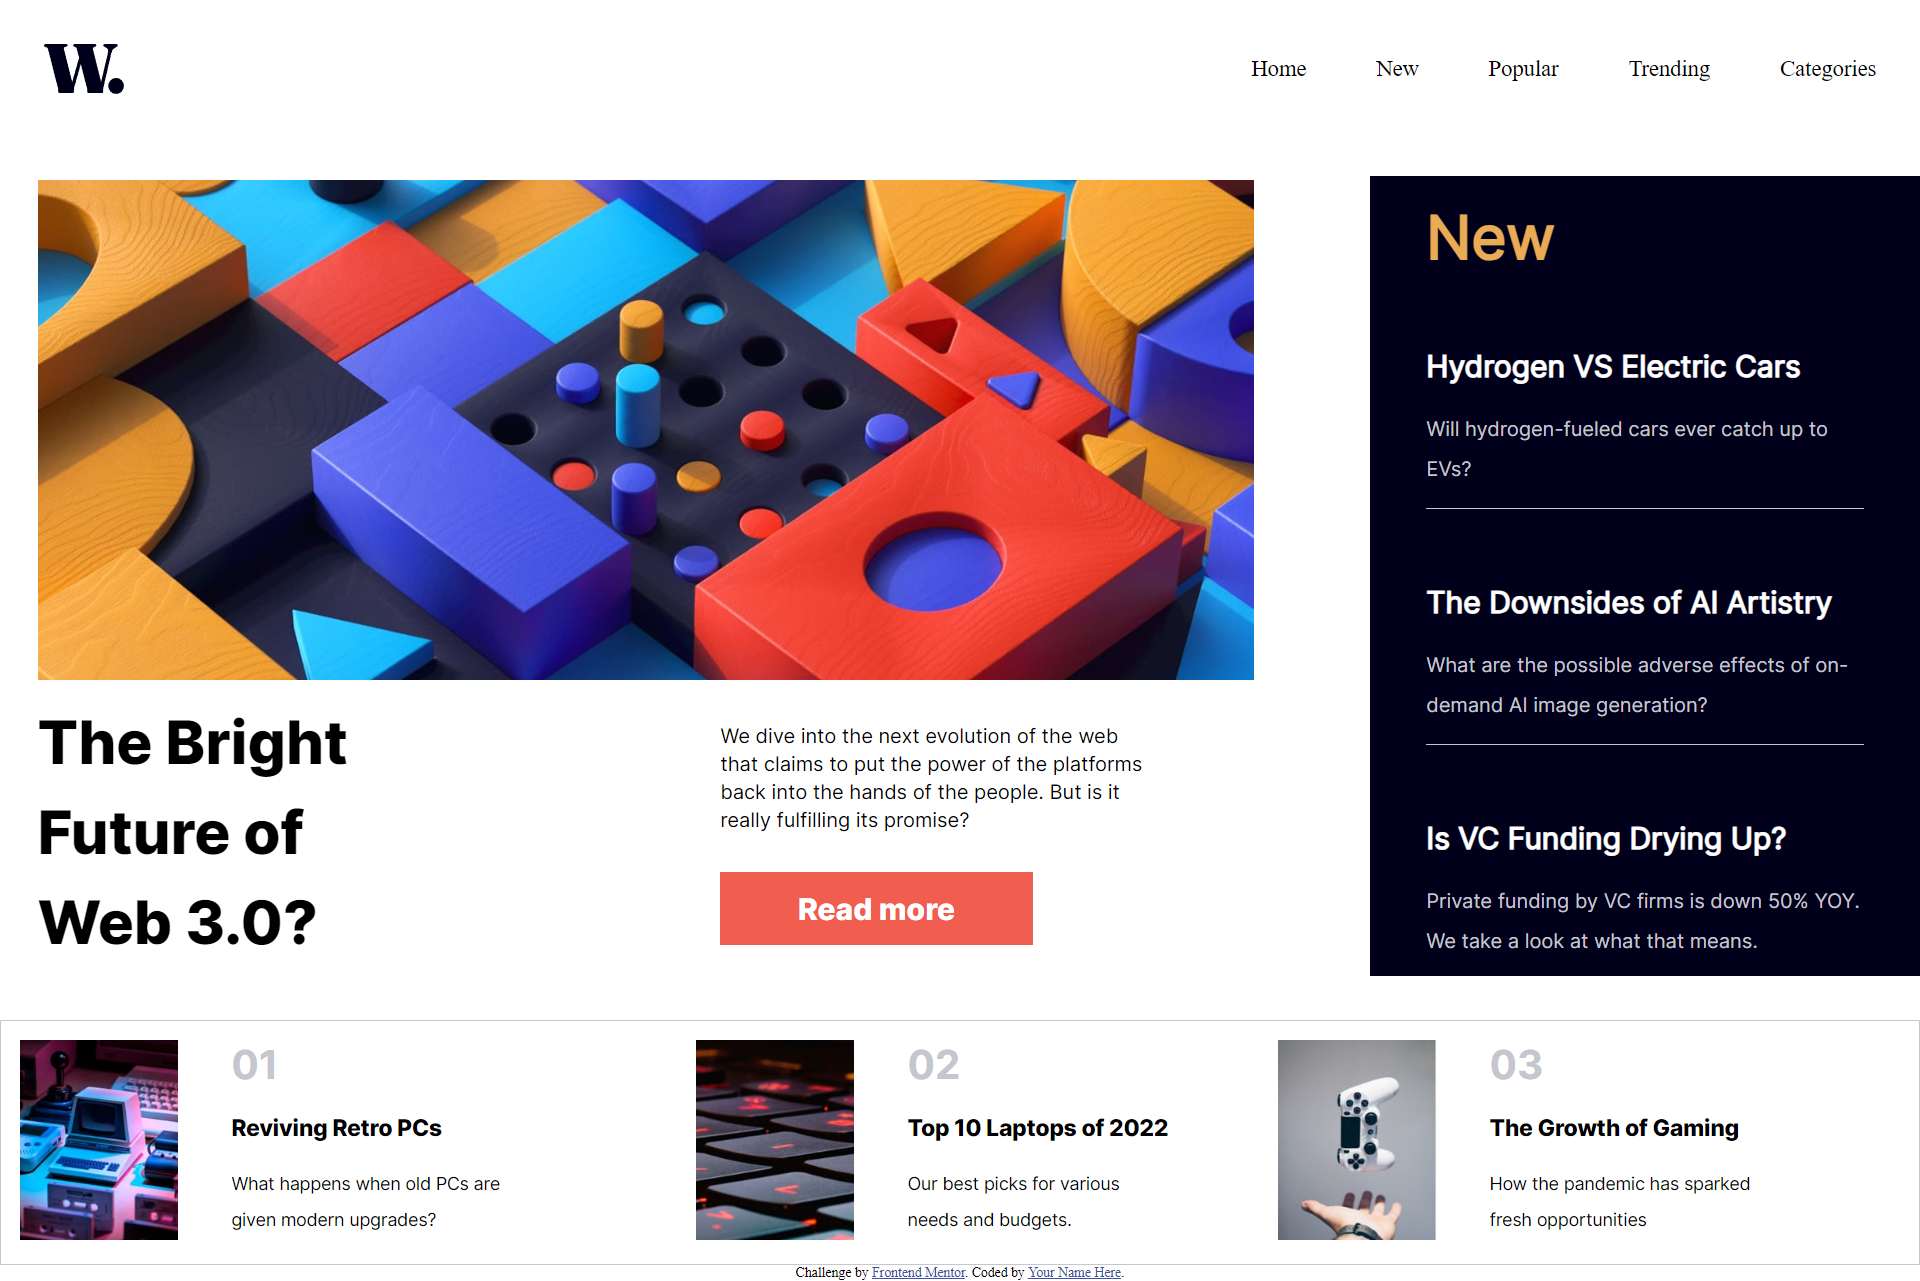 W.
Home New Popular Trending Categories
The Bright
Future of
Web 3.0?
We dive into the next evolution of the web
that claims to put the power of the platforms
back into the hands of the people. But is it
really fulfilling its promise?
Read more
New
Hydrogen VS Electric Cars
Will hydrogen-fueled cars ever catch up to
EVs?
The Downsides of AI Artistry
What are the possible adverse effects of on-
demand AI image generation?
Is VC Funding Drying Up?
Private funding by VC firms is down 50% YOY.
We take a look at what that means.
01
Reviving Retro PCs
What happens when old PCs are
given modern upgrades?
02
Top 10 Laptops of 2022
Our best picks for various
needs and budgets.
03
The Growth of Gaming
How the pandemic has sparked
fresh opportunities
Challenge by Frontend Mentor. Coded by Your Name Here.